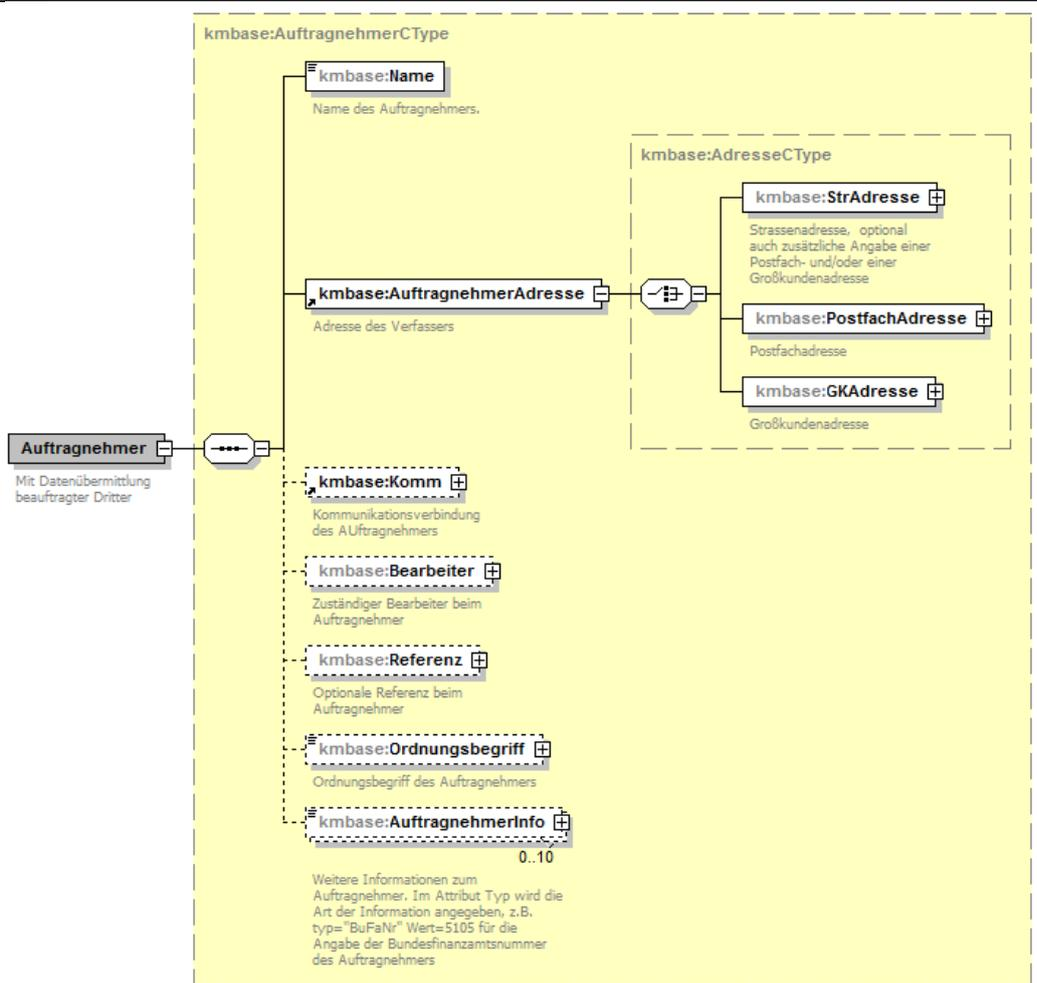 kmbase:AuftragnehmerCType
kmbase:Name
Name des Auftragnehmers.
kmbase:AdresseCType
kmbase:StrAdresse
Strassenadresse, optional
auch zusätzliche Angabe einer
Postfach- und/oder einer
Großkundenadresse
kmbase:AuftragnehmerAdresse
Adresse des Verfassers
kmbase:PostfachAdresse
Postfachadresse
kmbase:GKAdresse
Großkundenadresse
Auftragnehmer
Mit Datenübermittlung
beauftragter Dritter
kmbase:Komm
Kommunikationsverbindung
des AUftragnehmers
kmbase:Bearbeiter
Zuständiger Bearbeiter beim
Auftragnehmer
kmbase:Referenz
Optionale Referenz beim
Auftragnehmer
kmbase:Ordnungsbegriff
Ordnungsbegriff des Auftragnehmers
kmbase:AuftragnehmerInfo
0..10
Weitere Informationen zum
Auftragnehmer. Im Attribut Typ wird die
Art der Information angegeben, z.B.
typ="BuFaNr" Wert=5105 für die
Angabe der Bundesfinanzamtsnummer
des Auftragnehmers